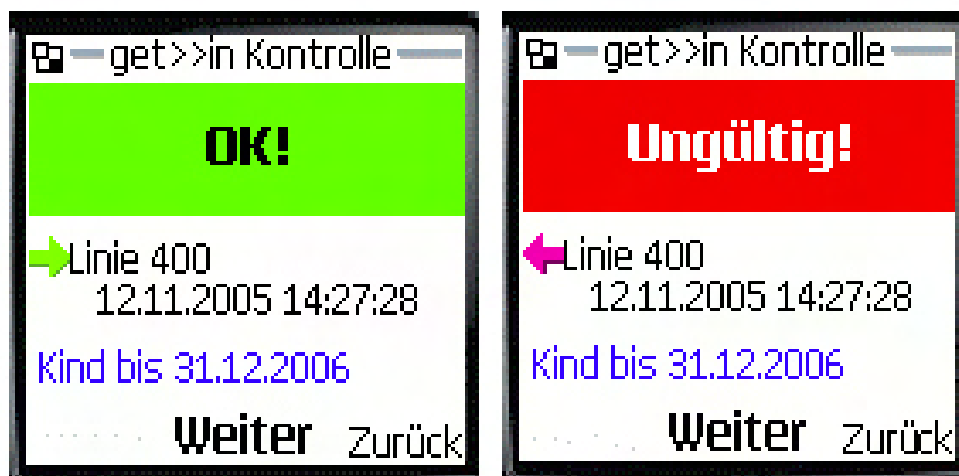 get>>in Kontrolle
OK!
Linie 400
12.11.2005 14:27:28
Kind bis 31.12.2006
Weiter Zurück
get>>in Kontrolle
Ungültig!
Linie 400
12.11.2005 14:27:28
Kind bis 31.12.2006
Weiter Zurück